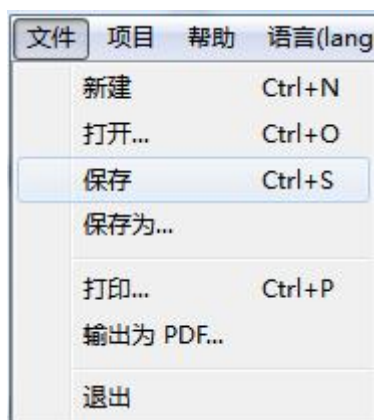 文件 项目 帮助 语言(lang
新建 Ctrl+N
打开... Ctrl+O
保存 Ctrl+S
保存为...
打印... Ctrl+P
输出为 PDF...
退出